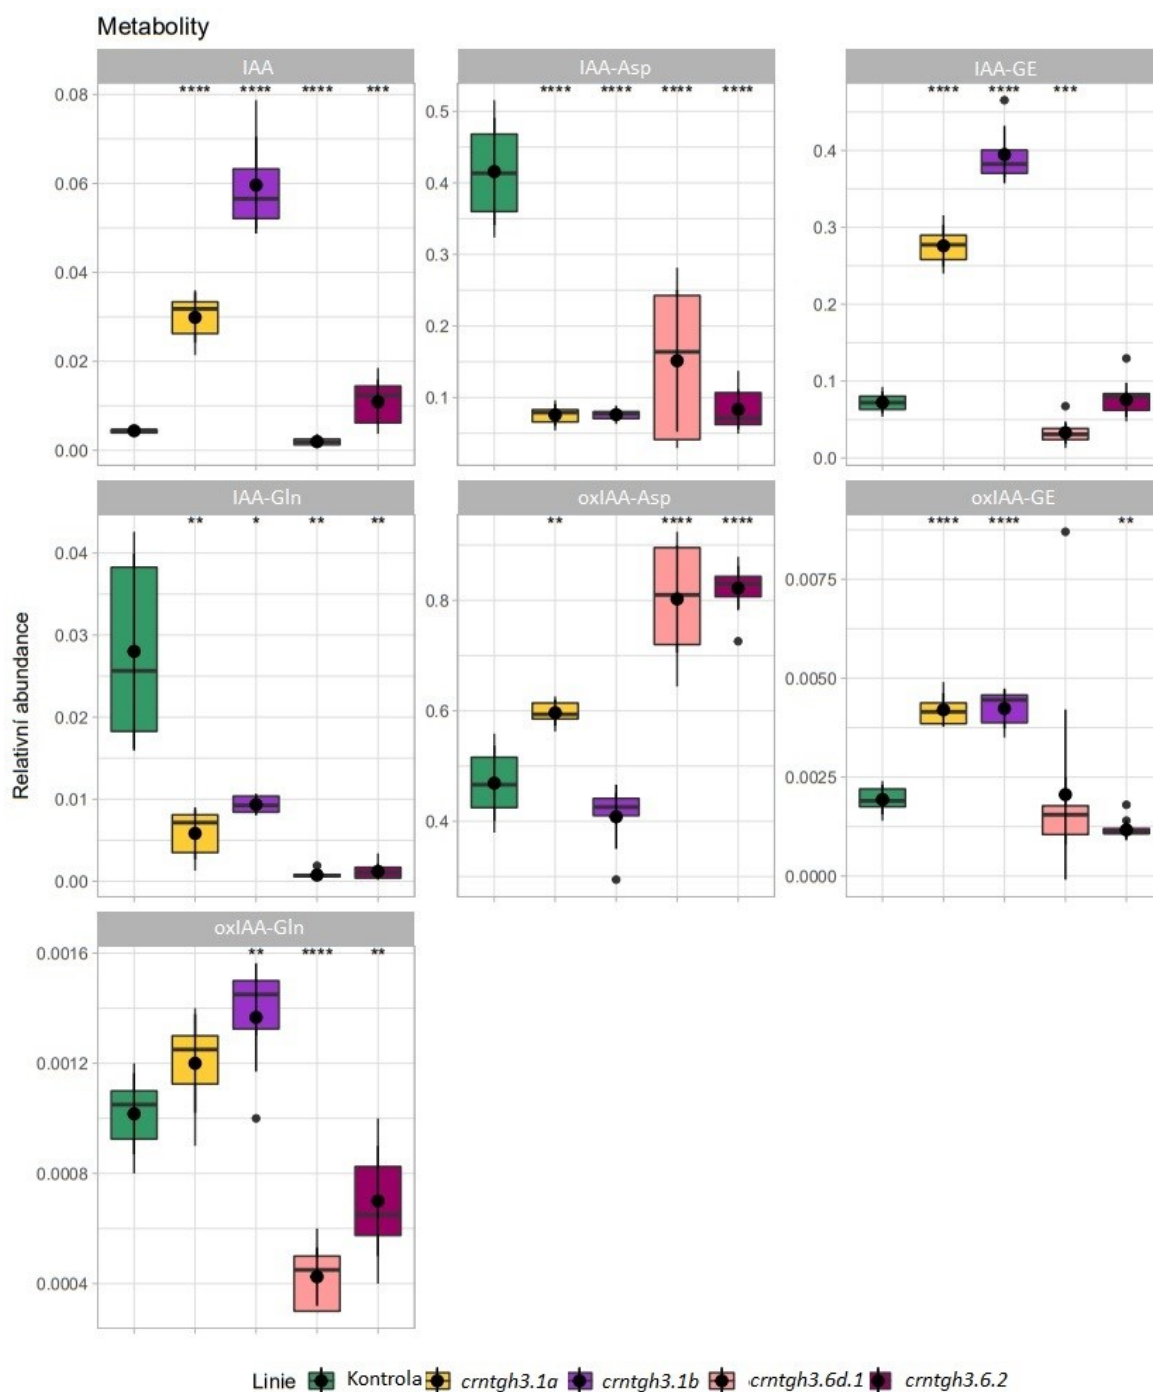 Metabolity
IAA
IAA-Asp
IAA-GE
**** **** **** ***
**** **** **** ****
**** **** ***
0.08
0.06
0.04
0.02
0.00
0.5
0.4
0.3
0.2
0.1
0.4
0.3
0.2
0.1
0.0
IAA-Gln
oxIAA-Asp
oxIAA-GE
** * ** **
** **** ****
**** **** **
0.04
0.03
0.02
0.01
0.00
0.8
0.6
0.4
0.0075
0.0050
0.0025
0.0000
Relativní abundance
oxIAA-Gln
** **** **
0.0016
0.0012
0.0008
0.0004
Linie Kontrola crntgh3.1a crntgh3.1b crntgh3.6d.1 crntgh3.6.2